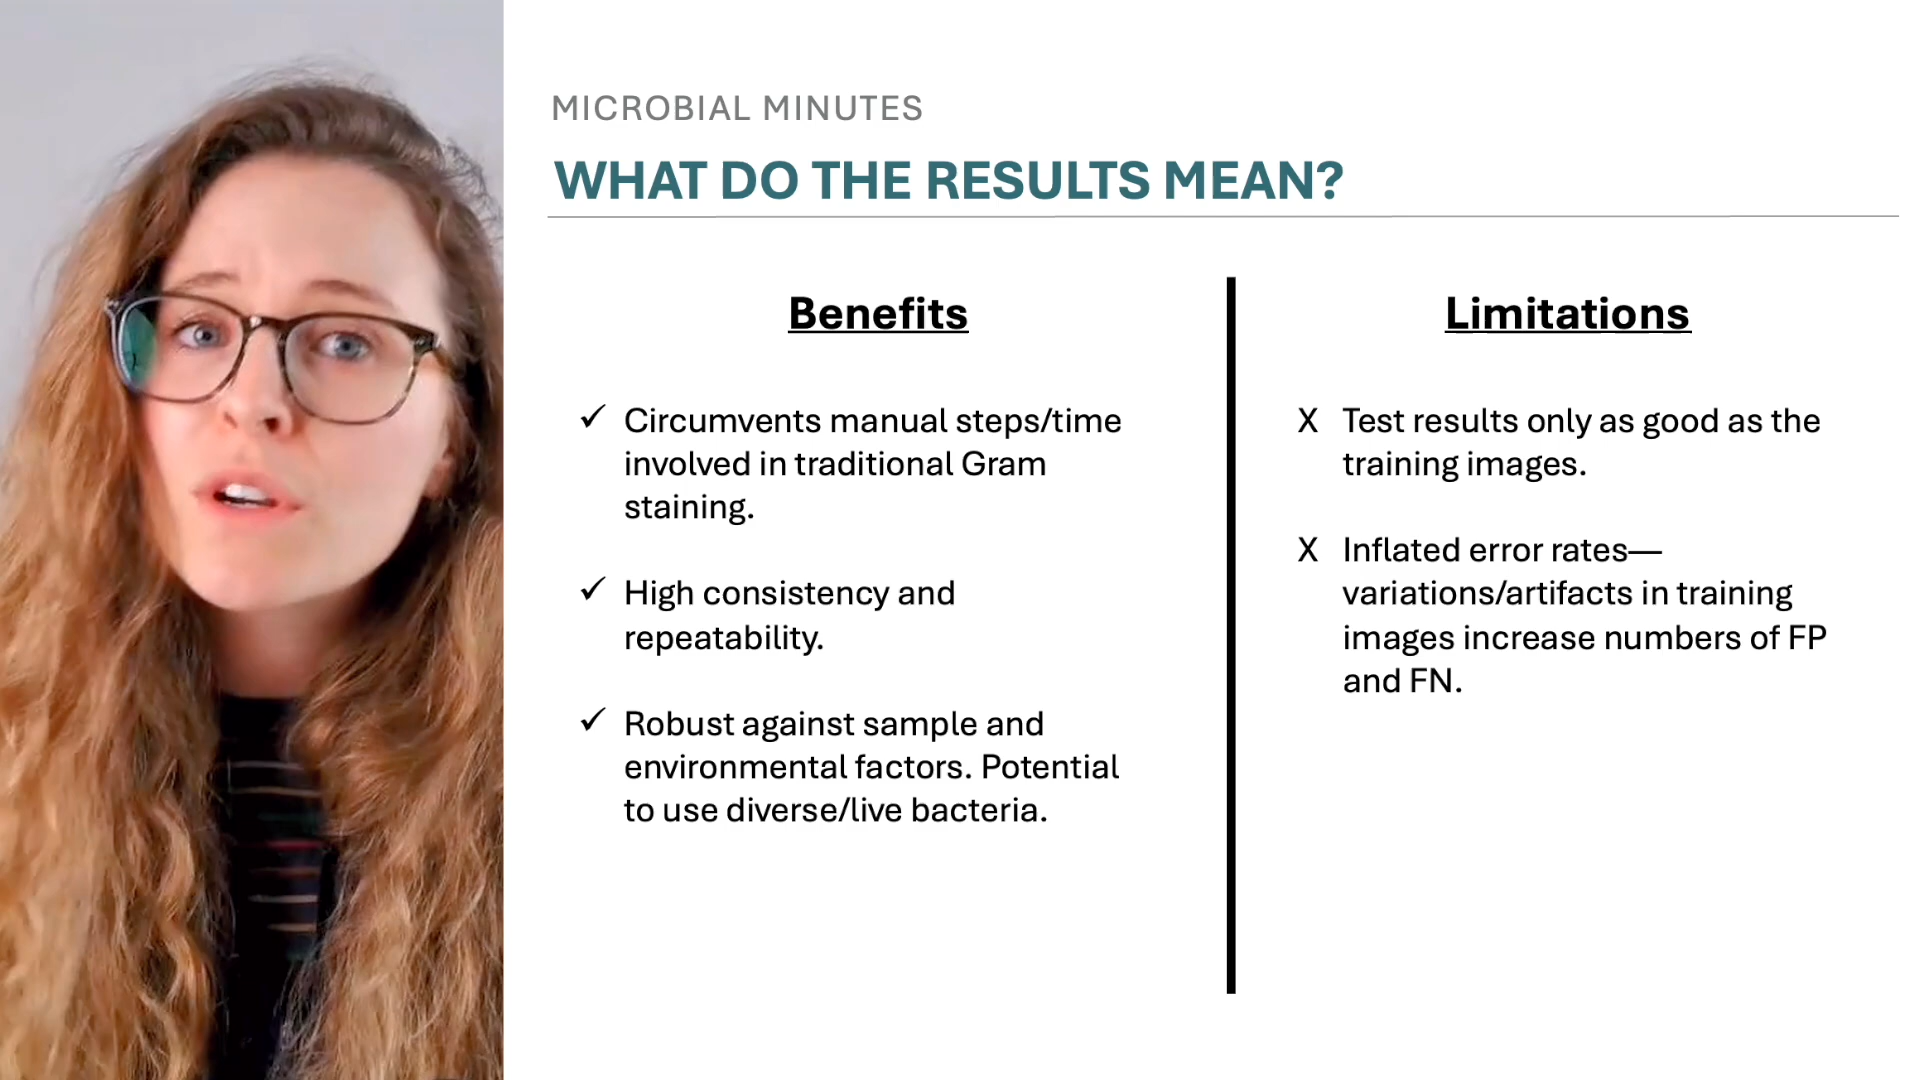 MICROBIAL MINUTES
WHAT DO THE RESULTS MEAN?
Benefits
✓ Circumvents manual steps/time
involved in traditional Gram
staining.
✓ High consistency and
repeatability.
✓ Robust against sample and
environmental factors. Potential
to use diverse/live bacteria.
Limitations
X Test results only as good as the
training images.
X Inflated error rates—
variations/artifacts in training
images increase numbers of FP
and FN.